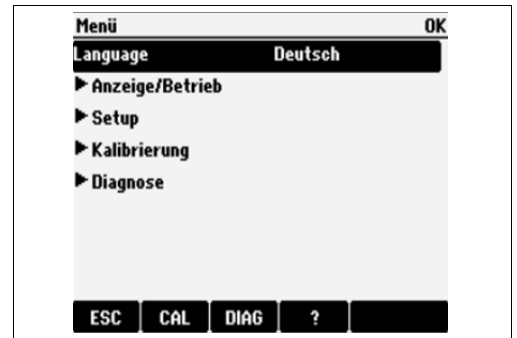 Menü OK
Language Deutsch
Anzeige/Betrieb
Setup
Kalibrierung
Diagnose
ESC CAL DIAG ?